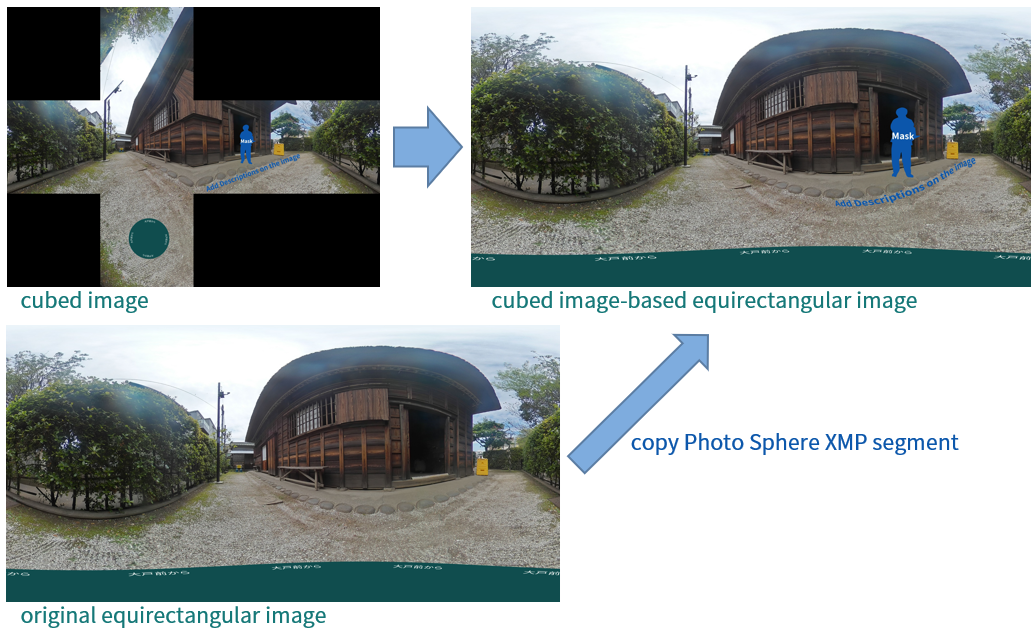 Mask
Add Descriptions on the image
cubed image
Mask
Add Descriptions on the image
から
大戸前から
大戸前から
大戸前から
大戸前
cubed image-based equirectangular image
copy Photo Sphere XMP segment
から
大戸前から
大戸前から
大戸前から
大戸前
original equirectangular image